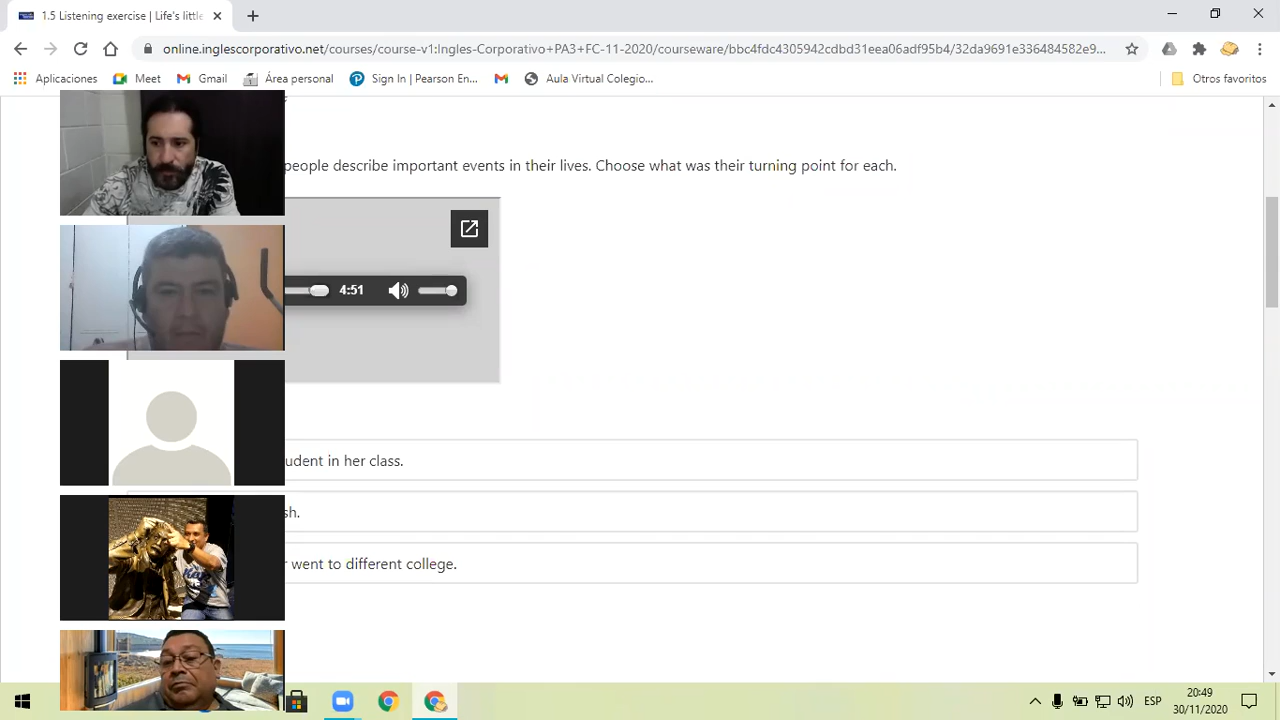 1.5 Listening exercise | Life's little
online.inglescorporativo.net/courses/course-v1:Ingles-Corporativo+PA3+FC-11-2020/courseware/bbc4fdc4303342cdbb31eea06adf95b4/32da9691e336484582e9...
Aplicaciones Meet Gmail Área personal Sign In | Pearson En... Aula Virtual Colegio... Otros favoritos
people describe important events in their lives. Choose what was their turning point for each.
4:51
udent in her class.
sh.
went to different college.
ESP
20:49
30/11/2020